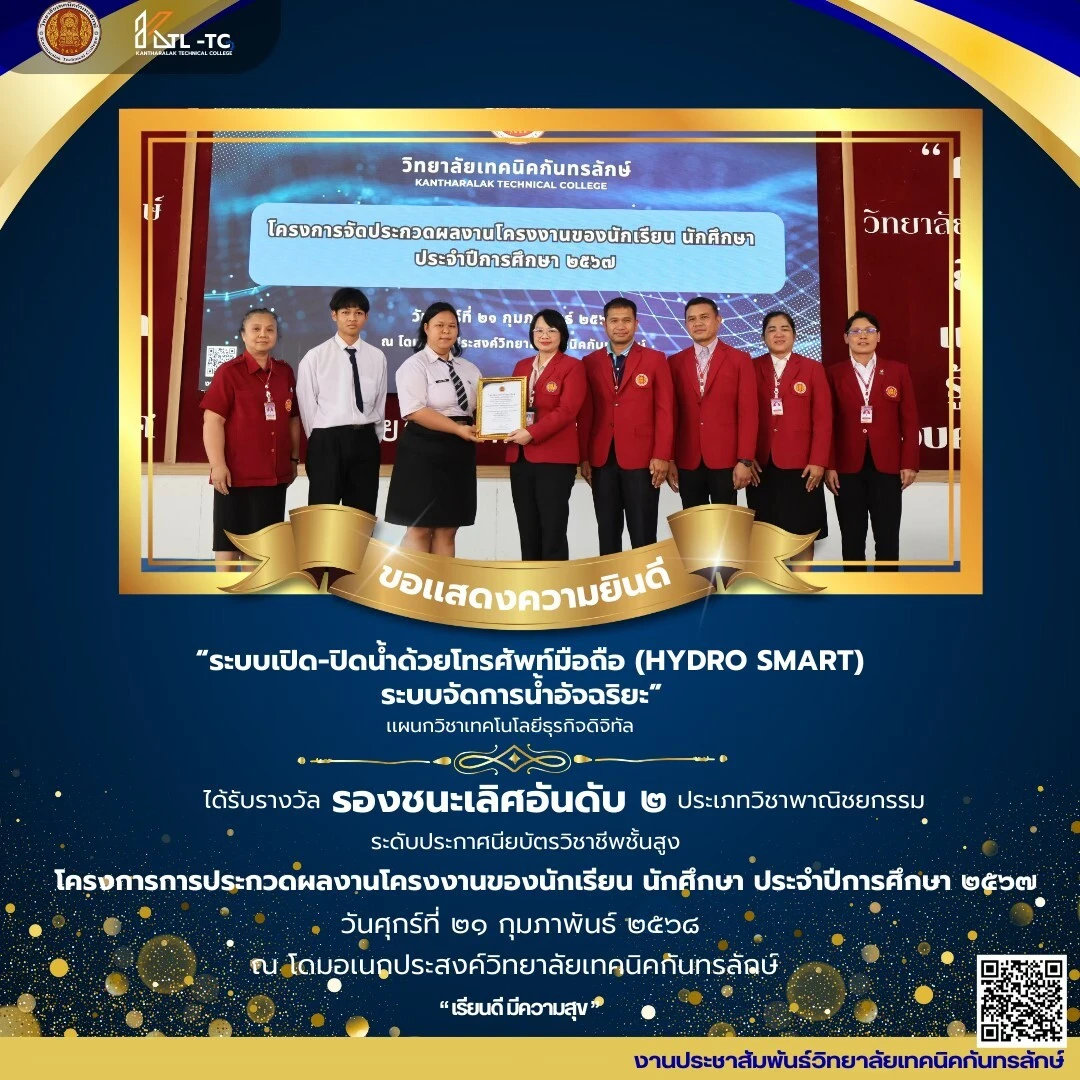 KTL -TC
KANTHARALAK TECHNICAL COLLEGE
วิทยาลัยเทคนิคกันทรลักษ์
KANTHARALAK TECHNICAL COLLEGE
โครงการจัดประกวดผลงานโครงงานของนักเรียน นักศึกษา
ประจำปีการศึกษา ๒๕๖๗
ที่ ๒๑
ณ
วิทยาลัยเทคนิค
ขอแสดงความยินดี
“ระบบเปิด-ปิดน้ำด้วยโทรศัพท์มือถือ (HYDRO SMART)
ระบบจัดการน้ำอัจฉริยะ”
แผนกวิชาเทคโนโลยีธุรกิจดิจิทัล
ได้รับรางวัล รองชนะเลิศอันดับ ๒ ประเภทวิชาพาณิชยกรรม
ระดับประกาศนียบัตรวิชาชีพชั้นสูง
โครงการการประกวดผลงานโครงงานของนักเรียน นักศึกษา ประจำปีการศึกษา ๒๕๖๗
วันศุกร์ที่ ๒๑ กุมภาพันธ์ ๒๕๖๘
ณ โดมอเนกประสงค์วิทยาลัยเทคนิคกันทรลักษ์
“เรียนดี มีความสุข”
งานประชาสัมพันธ์วิทยาลัยเทคนิคกันทรลักษ์